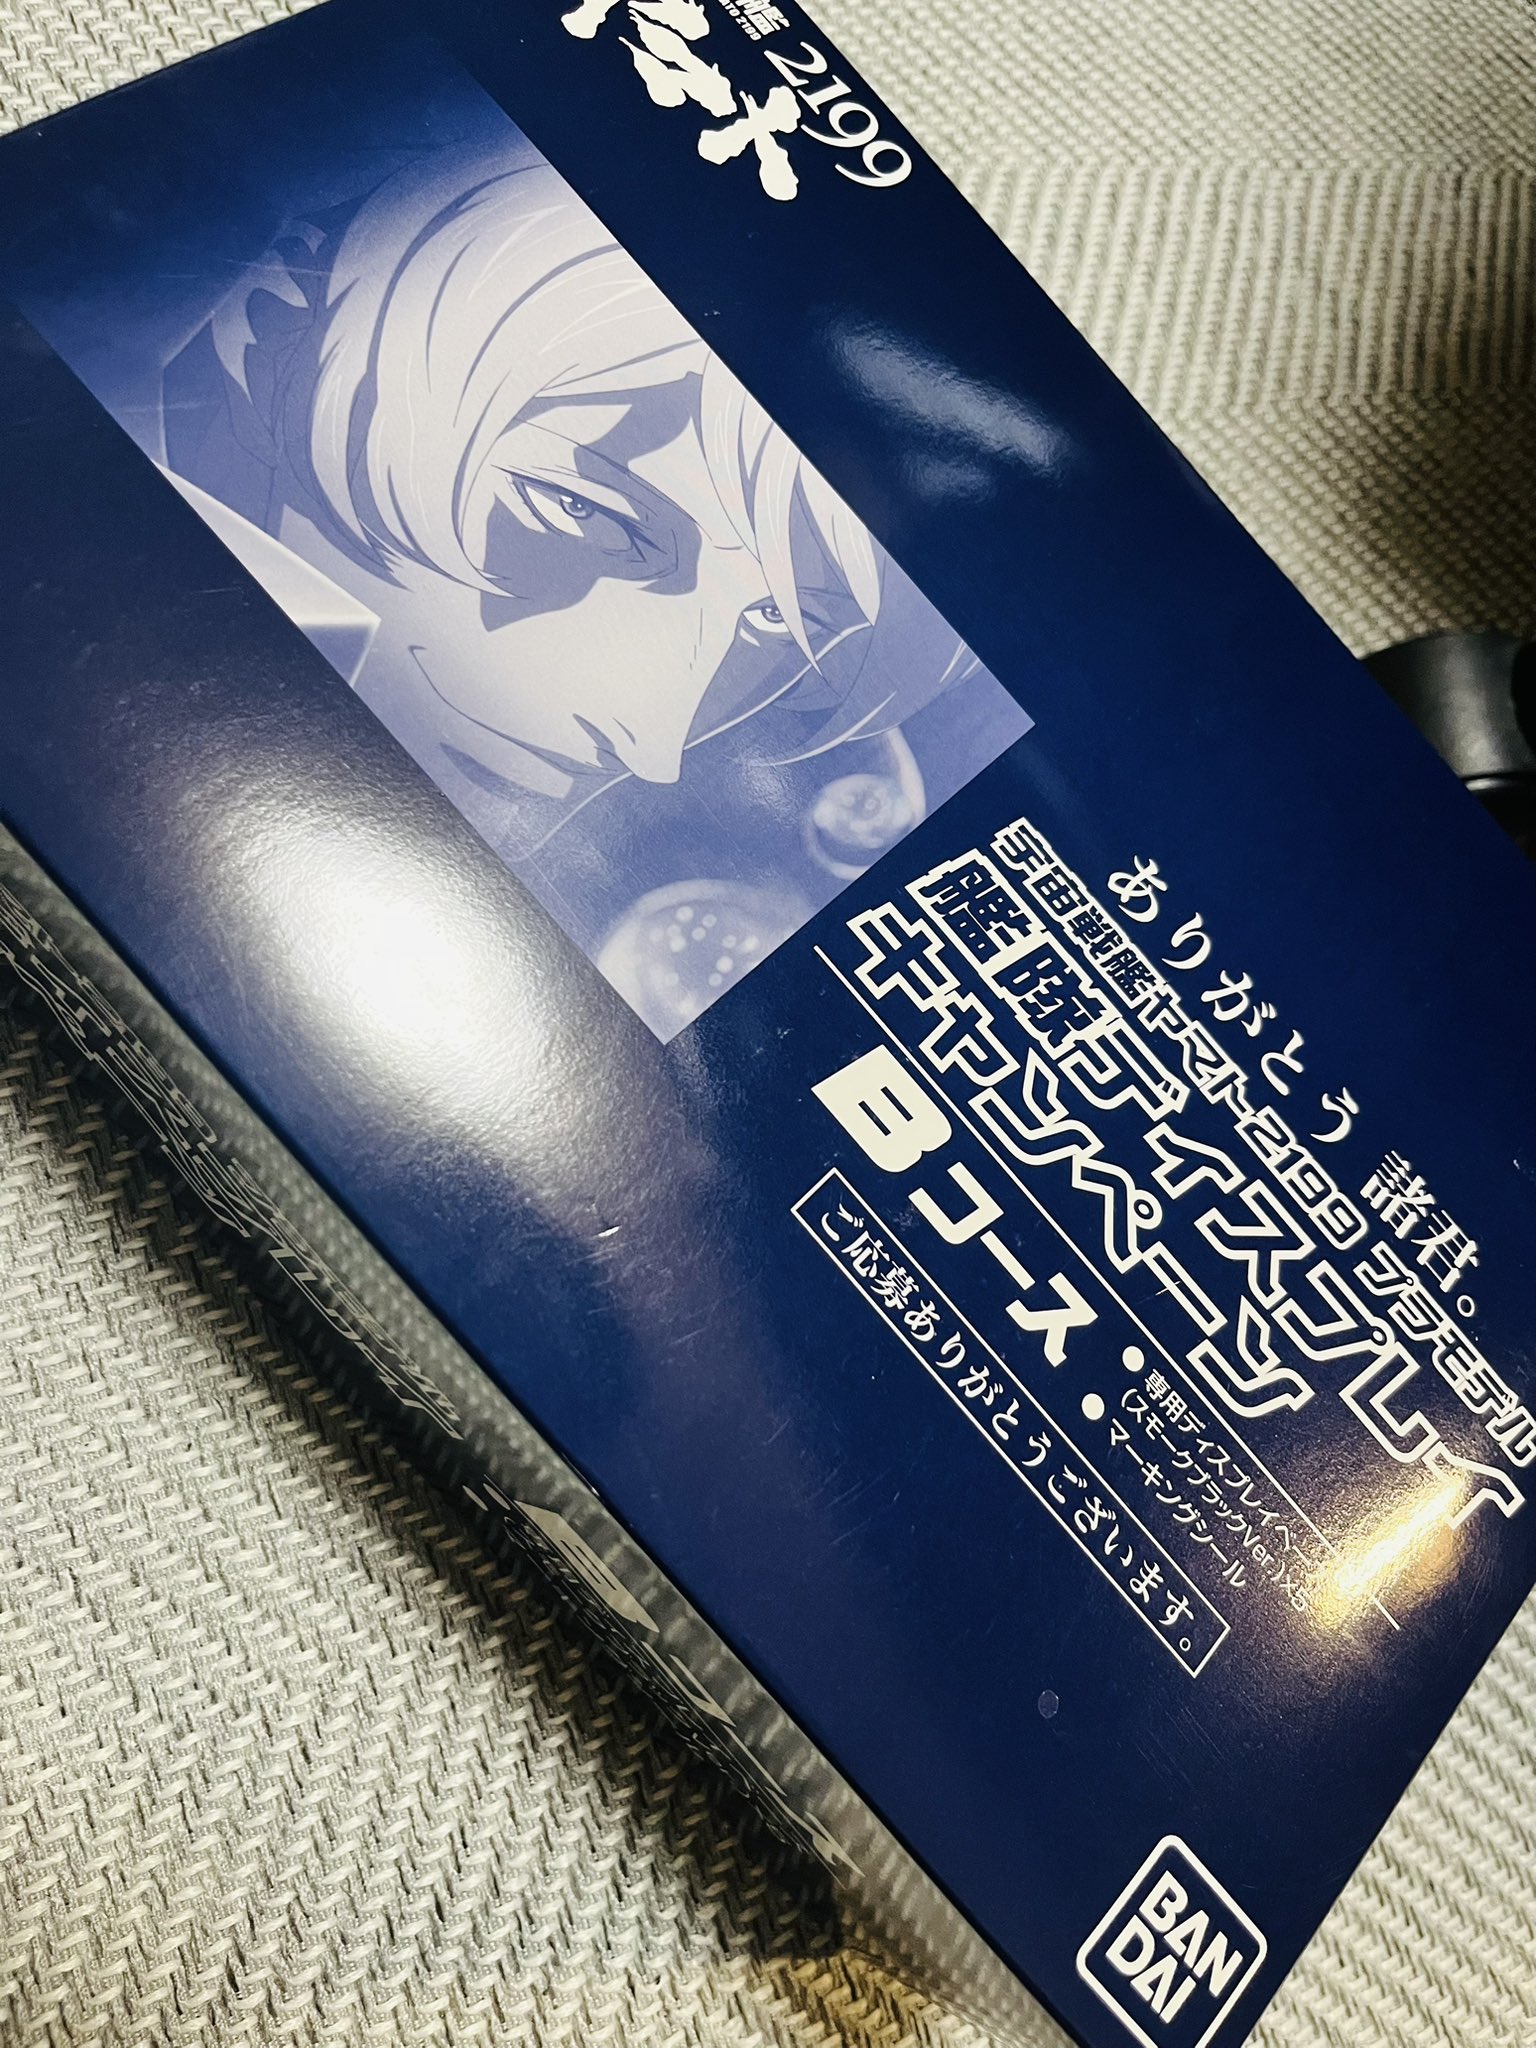 2199
ありがとう 諸君。
宇宙戦艦ヤマト2199 プラモデル
艦隊ディスプレイ
キャンペーン
Bコース
・専用ディスプレイベース
(スモークブラックVer.)×5
・マーキングシール
ご応募ありがとうございます。
BAN
DAI